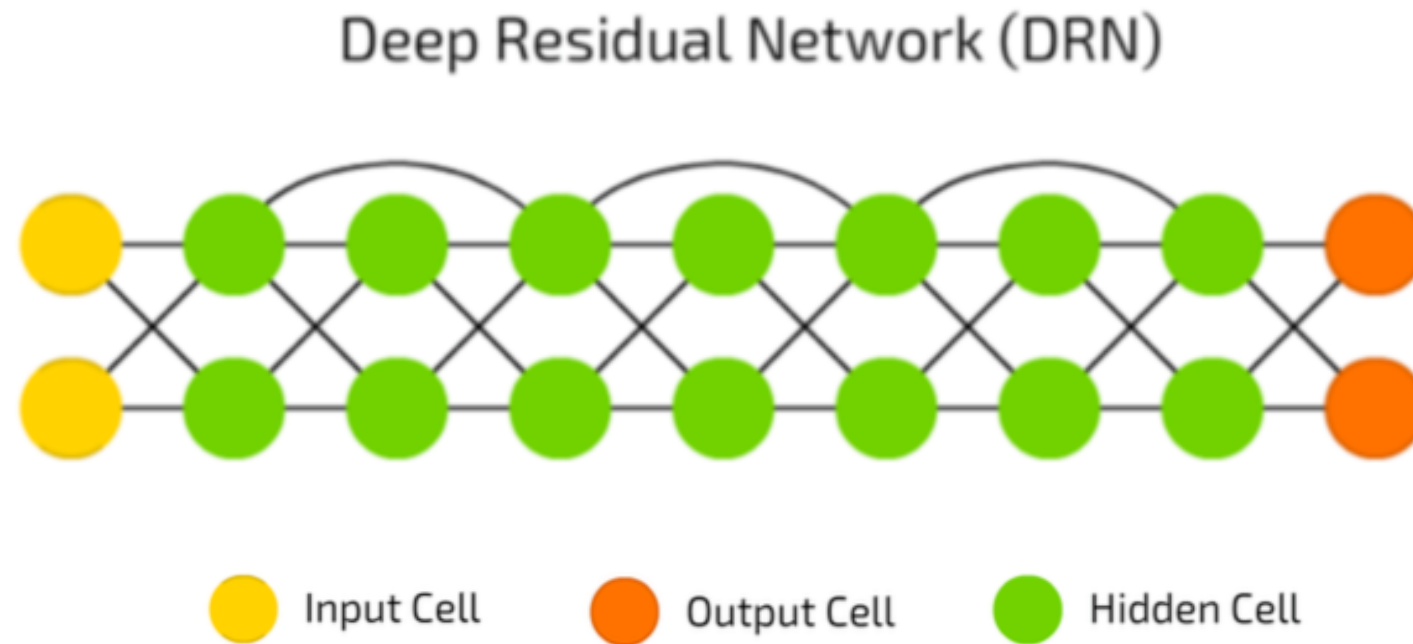 Deep Residual Network (DRN)
Input Cell
Output Cell
Hidden Cell